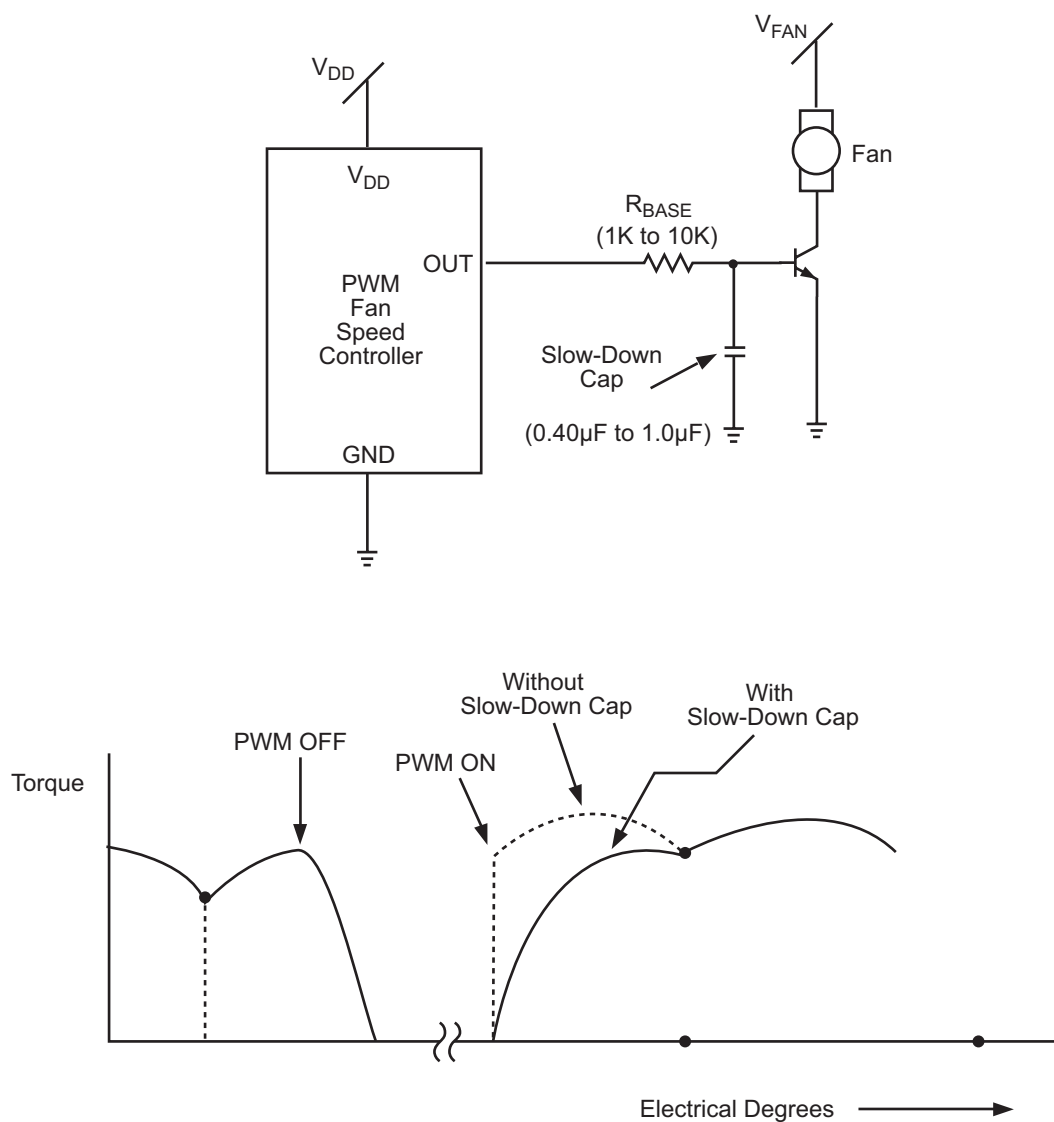 V_FAN
V_DD
V_DD
Fan
R_BASE
(1K to 10K)
OUT
PWM
Fan
Speed
Controller
Slow-Down
Cap
(0.40µF to 1.0µF)
GND
Without
Slow-Down Cap
With
Slow-Down Cap
PWM OFF
PWM ON
Torque
Electrical Degrees